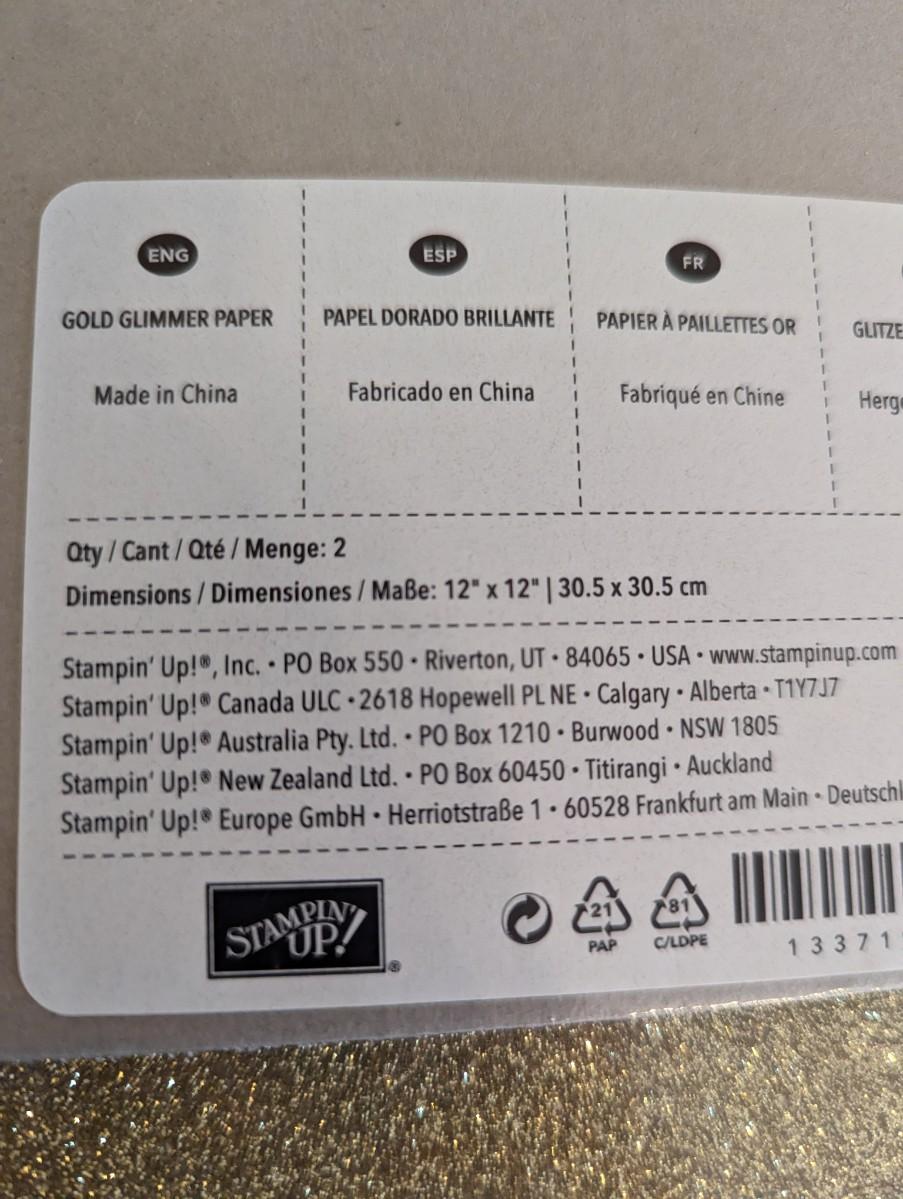 ENG
GOLD GLIMMER PAPER
Made in China
ESP
PAPEL DORADO BRILLANTE
Fabricado en China
FR
PAPIER À PAILLETTES OR
Fabriqué en Chine
Qty / Cant / Qté / Menge: 2
Dimensions / Dimensiones / Maße: 12" x 12" | 30.5 x 30.5 cm
Stampin' Up!®, Inc. • PO Box 550 • Riverton, UT • 84065 • USA • www.stampinup.com
Stampin' Up!® Canada ULC • 2618 Hopewell PL NE • Calgary • Alberta • T1Y7J7
Stampin' Up!® Australia Pty. Ltd. • PO Box 1210 • Burwood • NSW 1805
Stampin' Up!® New Zealand Ltd. • PO Box 60450 • Titirangi • Auckland
Stampin' Up!® Europe GmbH • Herriotstraße 1 • 60528 Frankfurt am Main •
STAMPIN'
UP!®
21
PAP
81
C/LDPE
13371